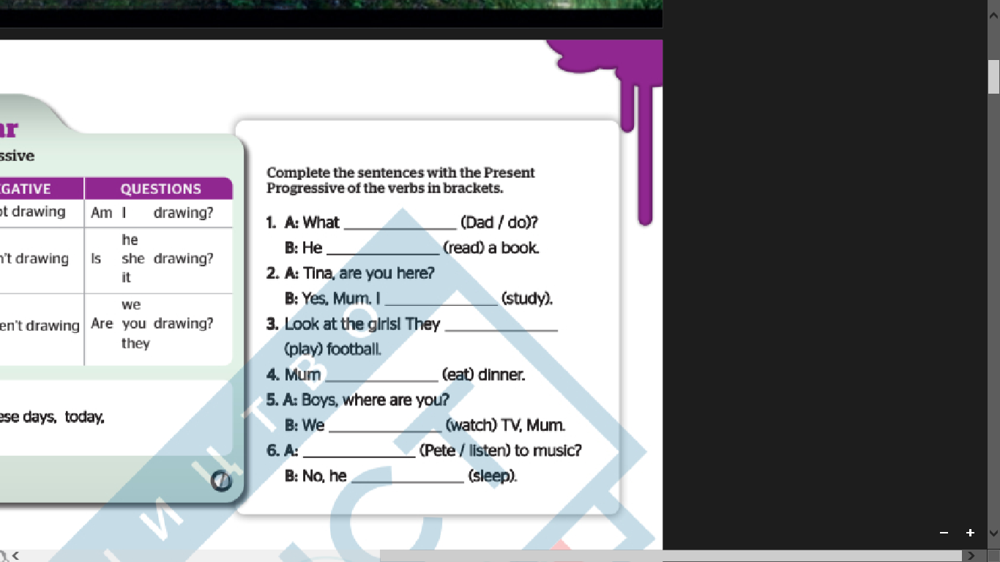 ar
ssive
GATIVE QUESTIONS
ot drawing Am I drawing?
he
n't drawing Is she drawing?
it
we
en't drawing Are you drawing?
they
ese days, today,
Complete the sentences with the Present
Progressive of the verbs in brackets.
1. A: What ______________ (Dad / do)?
B: He ______________ (read) a book.
2. A: Tina, are you here?
B: Yes, Mum. I ______________ (study).
3. Look at the girls! They ______________
(play) football.
4. Mum ______________ (eat) dinner.
5. A: Boys, where are you?
B: We ______________ (watch) TV, Mum.
6. A: ______________ (Pete / listen) to music?
B: No, he ______________ (sleep).